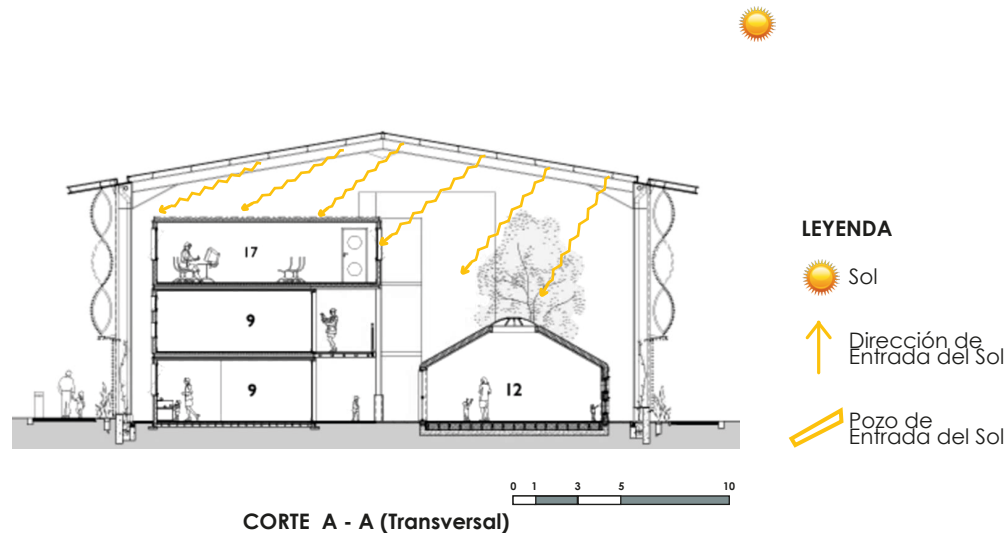 17
9
9
12
LEYENDA
Sol
Dirección de
Entrada del Sol
Pozo de
Entrada del Sol
0 1 3 5 10
CORTE A - A (Transversal)